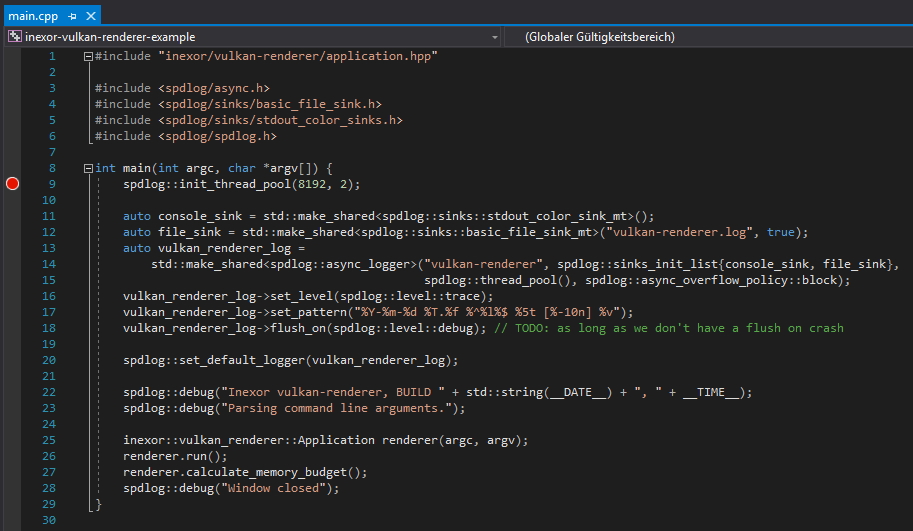 main.cpp
inexor-vulkan-renderer-example (Globaler Gültigkeitsbereich)
1 #include "inexor/vulkan-renderer/application.hpp"
2
3 #include <spdlog/async.h>
4 #include <spdlog/sinks/basic_file_sink.h>
5 #include <spdlog/sinks/stdout_color_sinks.h>
6 #include <spdlog/spdlog.h>
7
8 int main(int argc, char *argv[]) {
9     spdlog::init_thread_pool(8192, 2);
10
11     auto console_sink = std::make_shared<spdlog::sinks::stdout_color_sink_mt>();
12     auto file_sink = std::make_shared<spdlog::sinks::basic_file_sink_mt>("vulkan-renderer.log", true);
13     auto vulkan_renderer_log =
14         std::make_shared<spdlog::async_logger>("vulkan-renderer", spdlog::sinks_init_list{console_sink, file_sink},
15                                                spdlog::thread_pool(), spdlog::async_overflow_policy::block);
16     vulkan_renderer_log->set_level(spdlog::level::trace);
17     vulkan_renderer_log->set_pattern("%Y-%m-%d %T.%f %^%l%$ %5t [%-10n] %v");
18     vulkan_renderer_log->flush_on(spdlog::level::debug); // TODO: as long as we don't have a flush on crash
19
20     spdlog::set_default_logger(vulkan_renderer_log);
21
22     spdlog::debug("Inexor vulkan-renderer, BUILD " + std::string(__DATE__) + ", " + __TIME__);
23     spdlog::debug("Parsing command line arguments.");
24
25     inexor::vulkan_renderer::Application renderer(argc, argv);
26     renderer.run();
27     renderer.calculate_memory_budget();
28     spdlog::debug("Window closed");
29 }
30